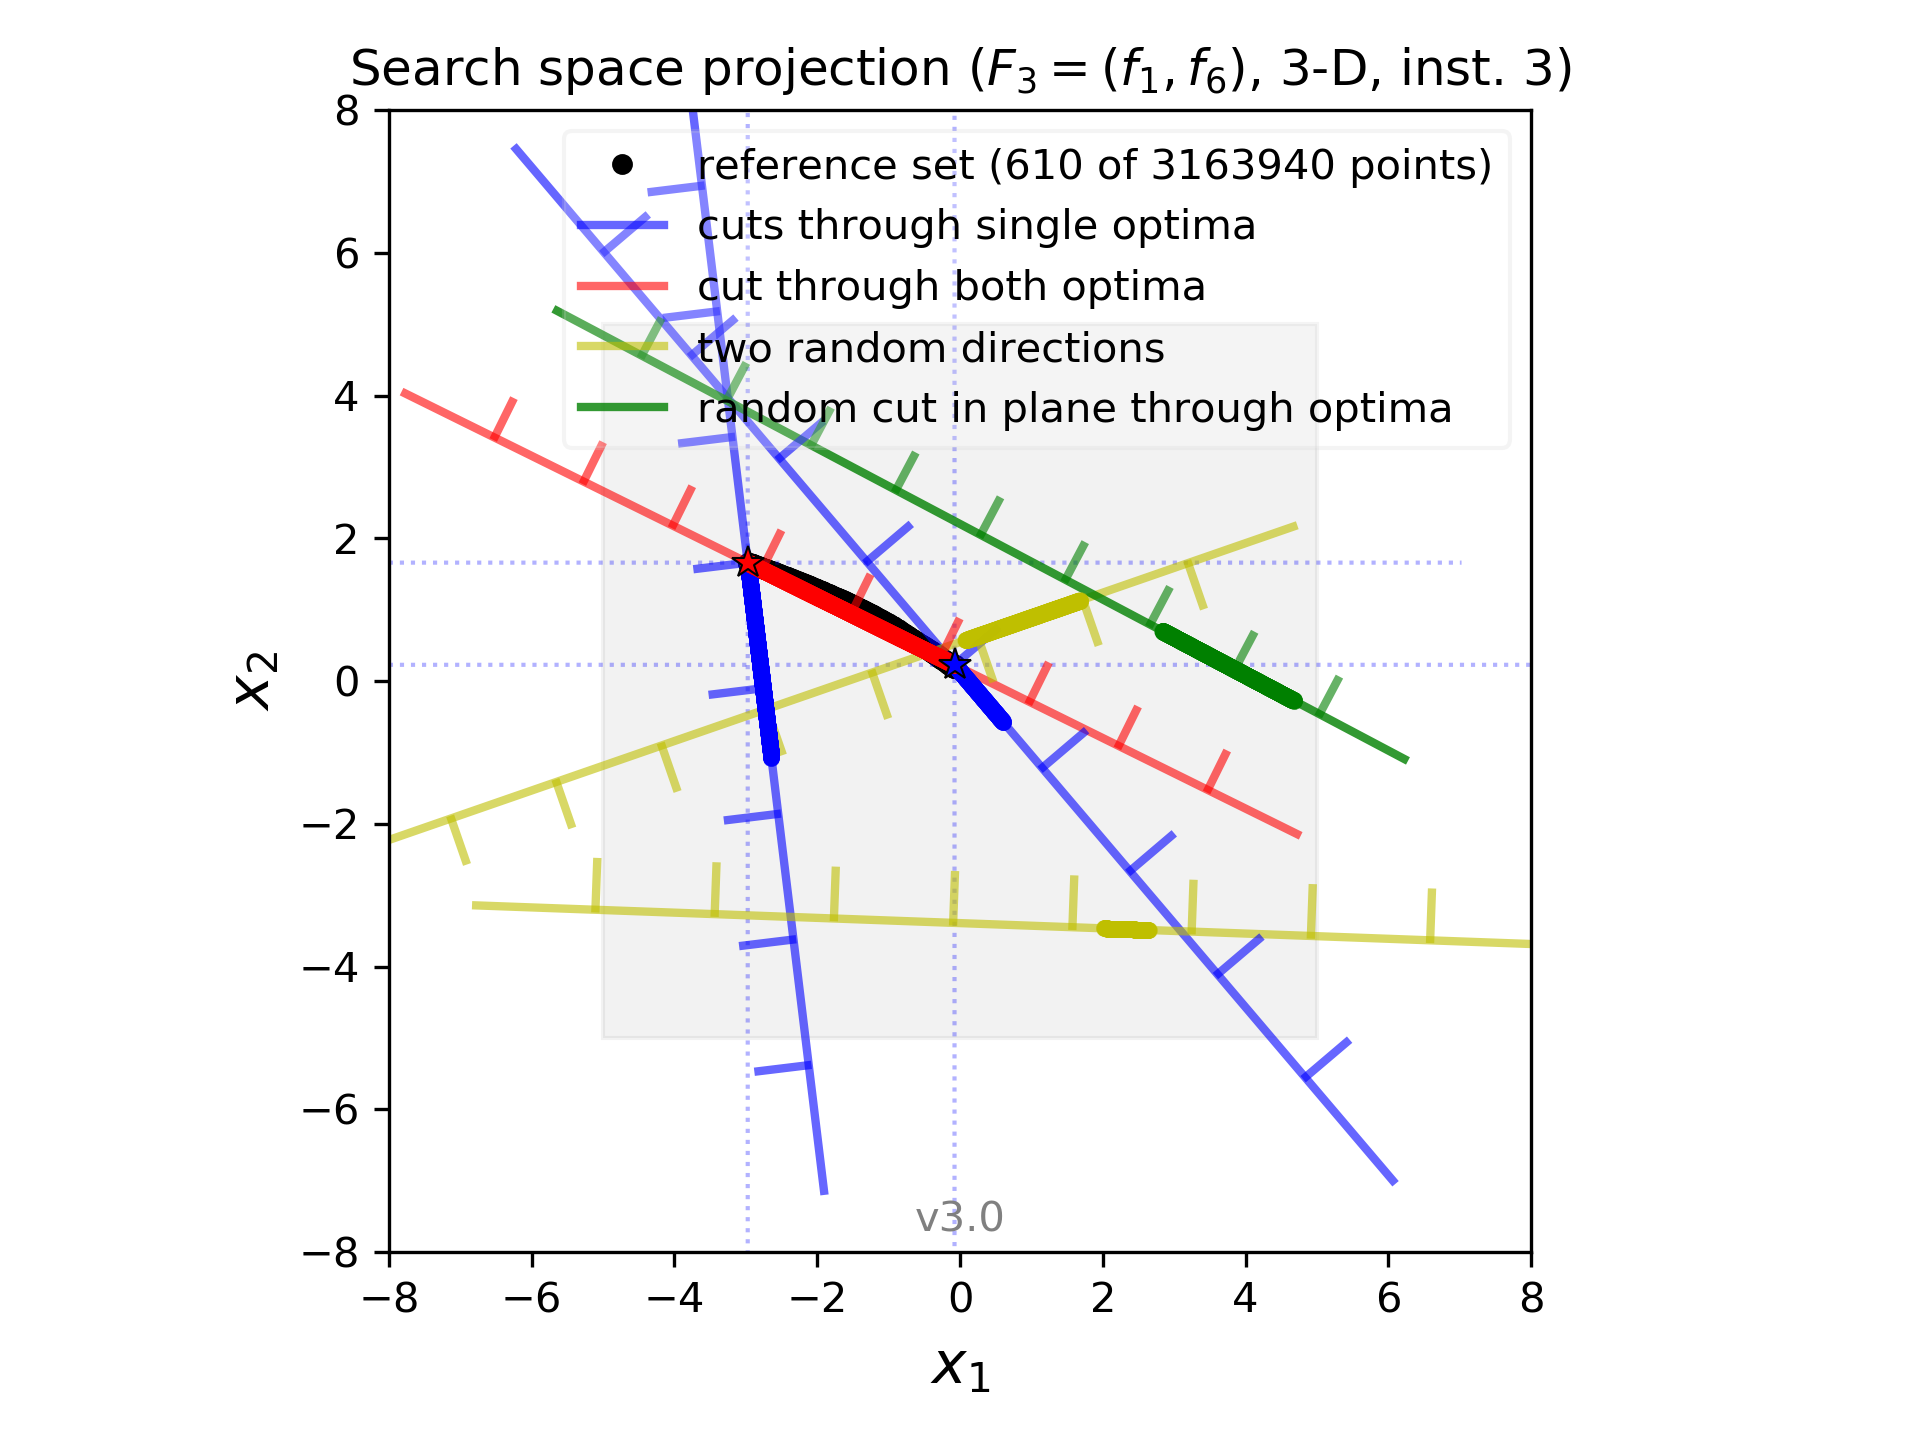 Search space projection (F₃ = (f₁, f₆), 3-D, inst. 3)
reference set (610 of 3163940 points)
cuts through single optima
cut through both optima
two random directions
random cut in plane through optima
x₂
8
6
4
2
0
−2
−4
−6
−8
v3.0
−8 −6 −4 −2 0 2 4 6 8
x₁